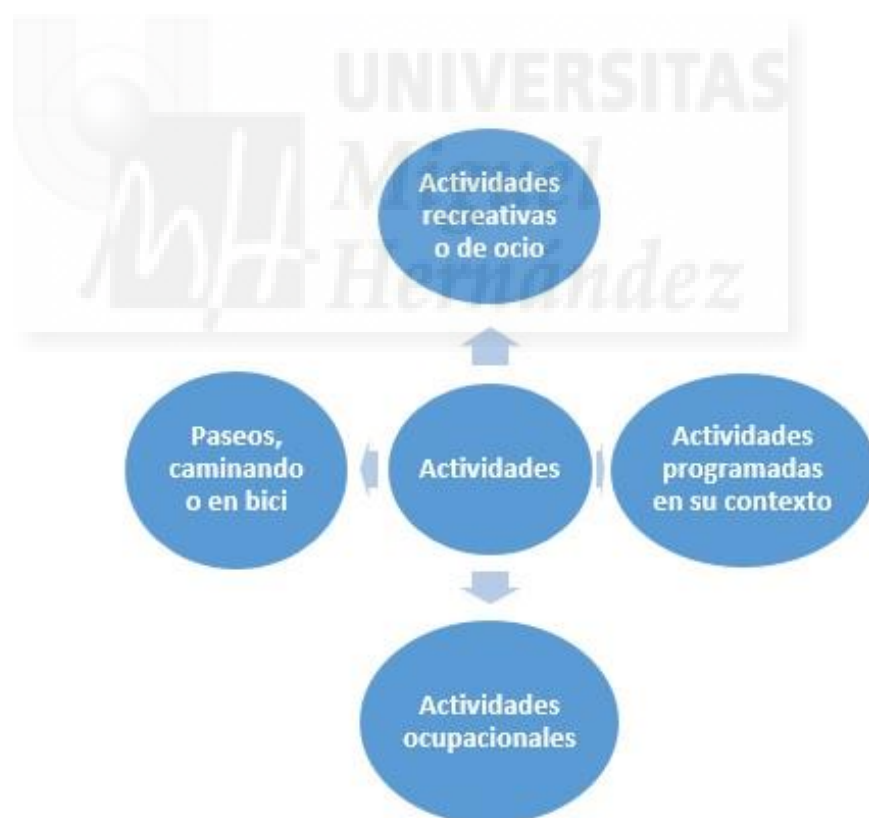 UNIVERSITAS
Miguel
Hernández
Actividades
recreativas
o de ocio
Paseos,
caminando
o en bici
Actividades
Actividades
programadas
en su contexto
Actividades
ocupacionales